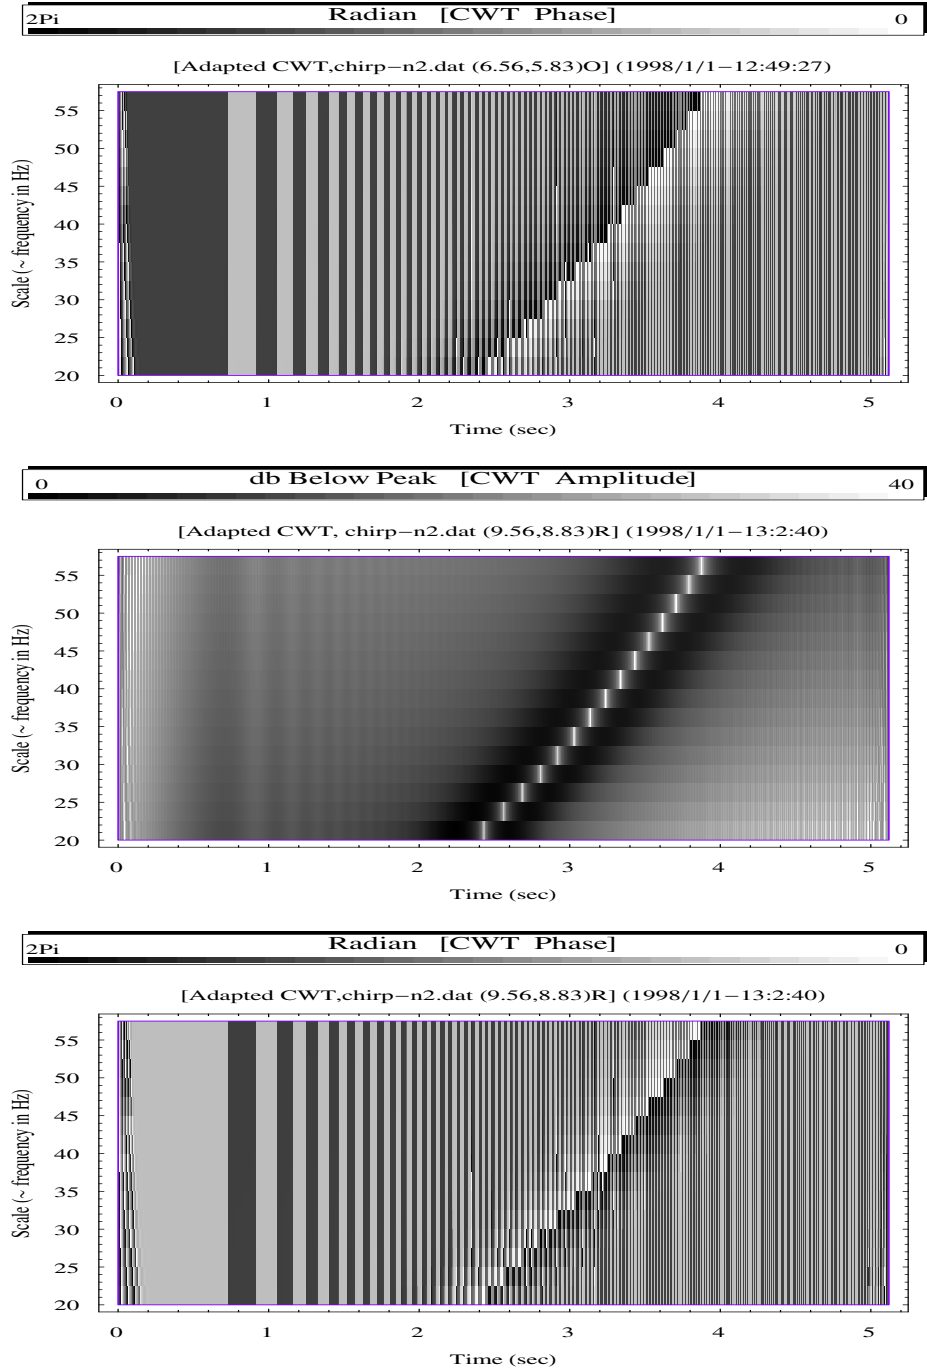 2Pi Radian [CWT Phase] 0
[Adapted CWT,chirp−n2.dat (6.56,5.83)O] (1998/1/1−12:49:27)
Scale (~ frequency in Hz)
55
50
45
40
35
30
25
20
0 1 2 3 4 5
Time (sec)
0 db Below Peak [CWT Amplitude] 40
[Adapted CWT, chirp−n2.dat (9.56,8.83)R] (1998/1/1−13:2:40)
Scale (~ frequency in Hz)
55
50
45
40
35
30
25
20
0 1 2 3 4 5
Time (sec)
2Pi Radian [CWT Phase] 0
[Adapted CWT,chirp−n2.dat (9.56,8.83)R] (1998/1/1−13:2:40)
Scale (~ frequency in Hz)
55
50
45
40
35
30
25
20
0 1 2 3 4 5
Time (sec)